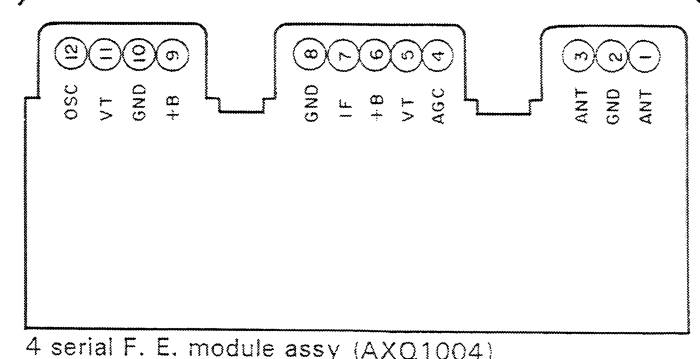 12 11 10 9 8 7 6 5 4 3 2 1
OSC VT GND +B GND IF +B VT AGC ANT GND ANT
4 serial F. E. module assy (AXQ1004)